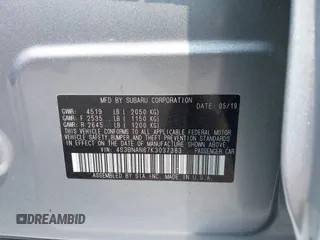 MFD. BY SUBARU CORPORATION DATE: 05/19
GVWR: 4519 LB ( 2050 KG)
GAWR: F 2535 LB ( 1150 KG)
GAWR: R 2645 LB ( 1200 KG)
THIS VEHICLE CONFORMS TO ALL APPLICABLE FEDERAL MOTOR
VEHICLE SAFETY, BUMPER, AND THEFT PREVENTION STANDARDS
IN EFFECT ON THE DATE OF MANUFACTURE SHOWN ABOVE.
VIN: 4S3BNAN67K3037383 PASSENGER CAR
ASSEMBLED BY SIA, MADE IN U.S.A.